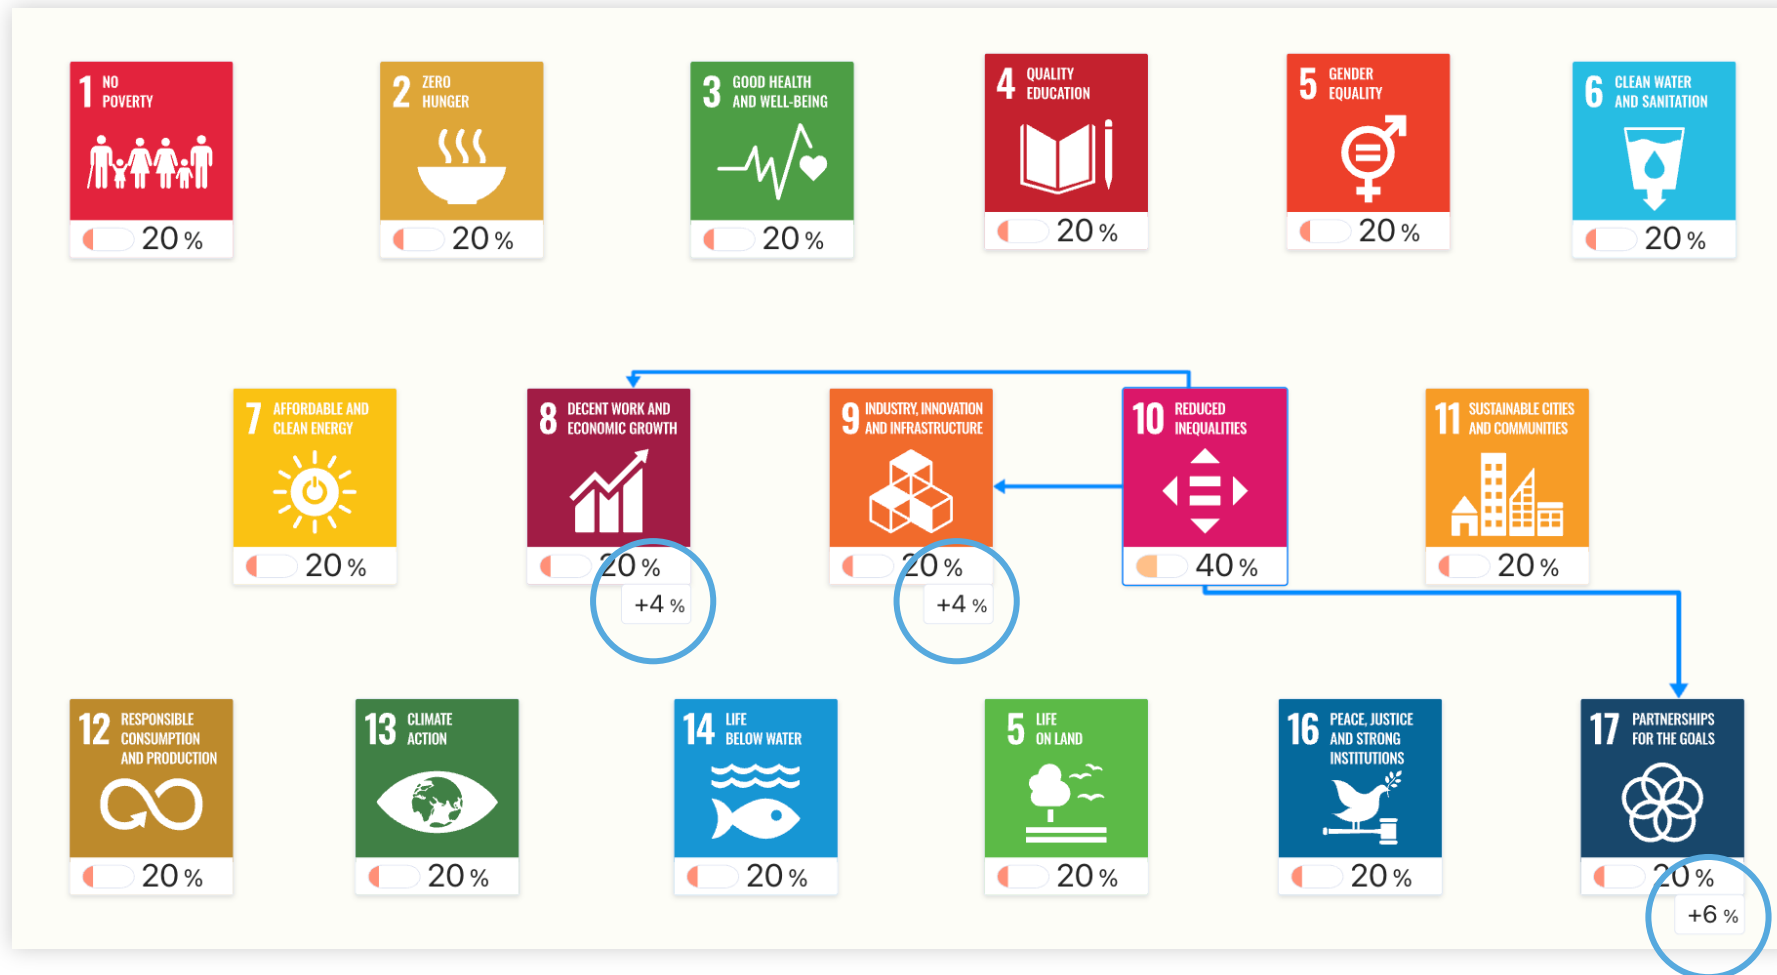 1 NO
POVERTY
20 %
2 ZERO
HUNGER
20 %
3 GOOD HEALTH
AND WELL-BEING
20 %
4 QUALITY
EDUCATION
20 %
5 GENDER
EQUALITY
20 %
6 CLEAN WATER
AND SANITATION
20 %
7 AFFORDABLE AND
CLEAN ENERGY
20 %
8 DECENT WORK AND
ECONOMIC GROWTH
20 %
+4 %
9 INDUSTRY, INNOVATION
AND INFRASTRUCTURE
20 %
+4 %
10 REDUCED
INEQUALITIES
40 %
11 SUSTAINABLE CITIES
AND COMMUNITIES
20 %
12 RESPONSIBLE
CONSUMPTION
AND PRODUCTION
20 %
13 CLIMATE
ACTION
20 %
14 LIFE
BELOW WATER
20 %
5 LIFE
ON LAND
20 %
16 PEACE, JUSTICE
AND STRONG
INSTITUTIONS
20 %
17 PARTNERSHIPS
FOR THE GOALS
20 %
+6 %